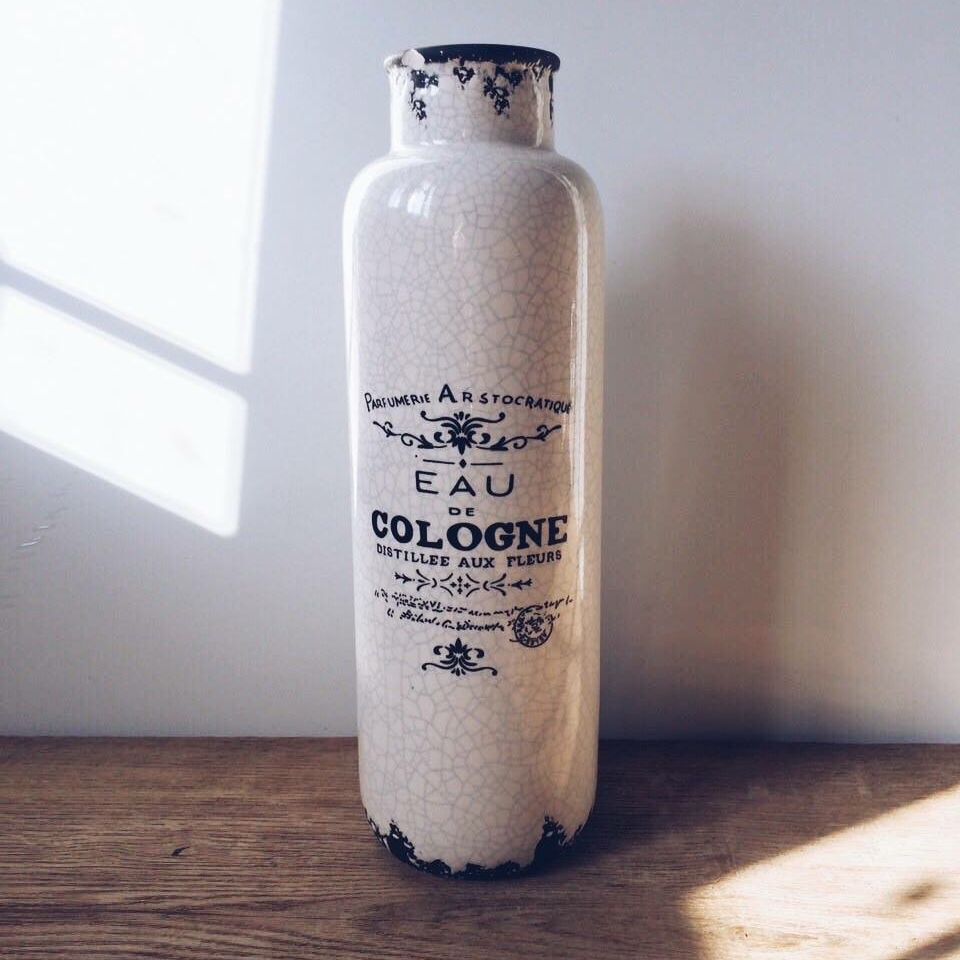 PARFUMERIE ARSTOCRATIQUE
EAU
DE
COLOGNE
DISTILLEE AUX FLEURS